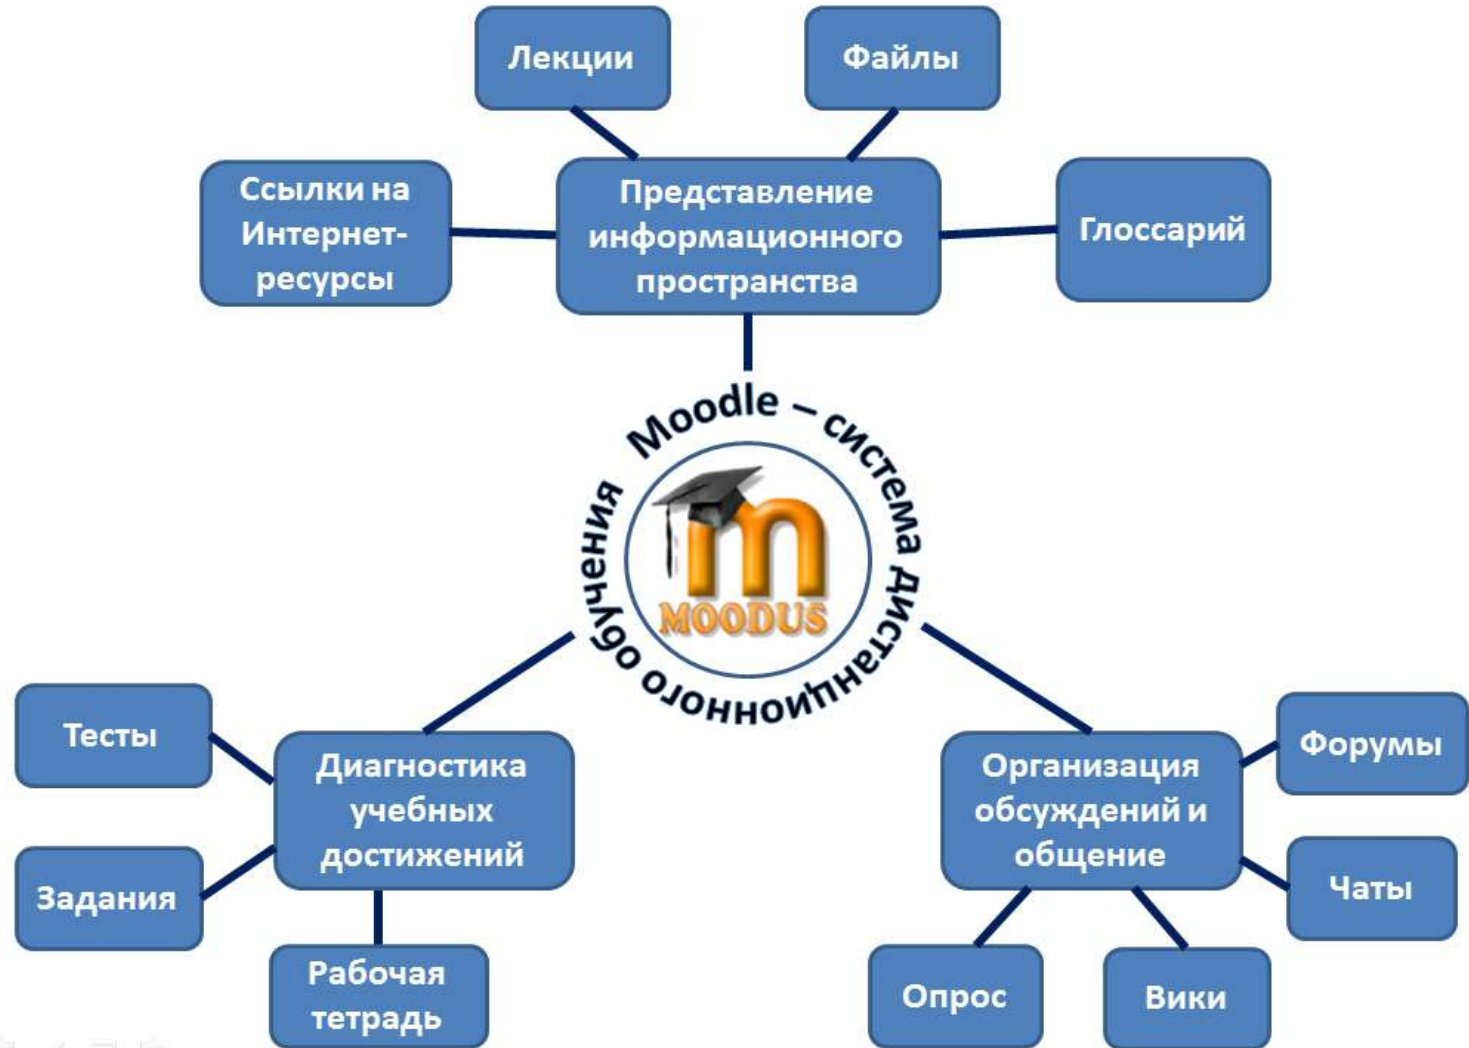 Лекции
Файлы
Ссылки на
Интернет-
ресурсы
Представление
информационного
пространства
Глоссарий
Moodle – система дистанционного обучения
m
MOODUS
Тесты
Диагностика
учебных
достижений
Задания
Рабочая
тетрадь
Организация
обсуждений и
общение
Форумы
Чаты
Опрос
Вики